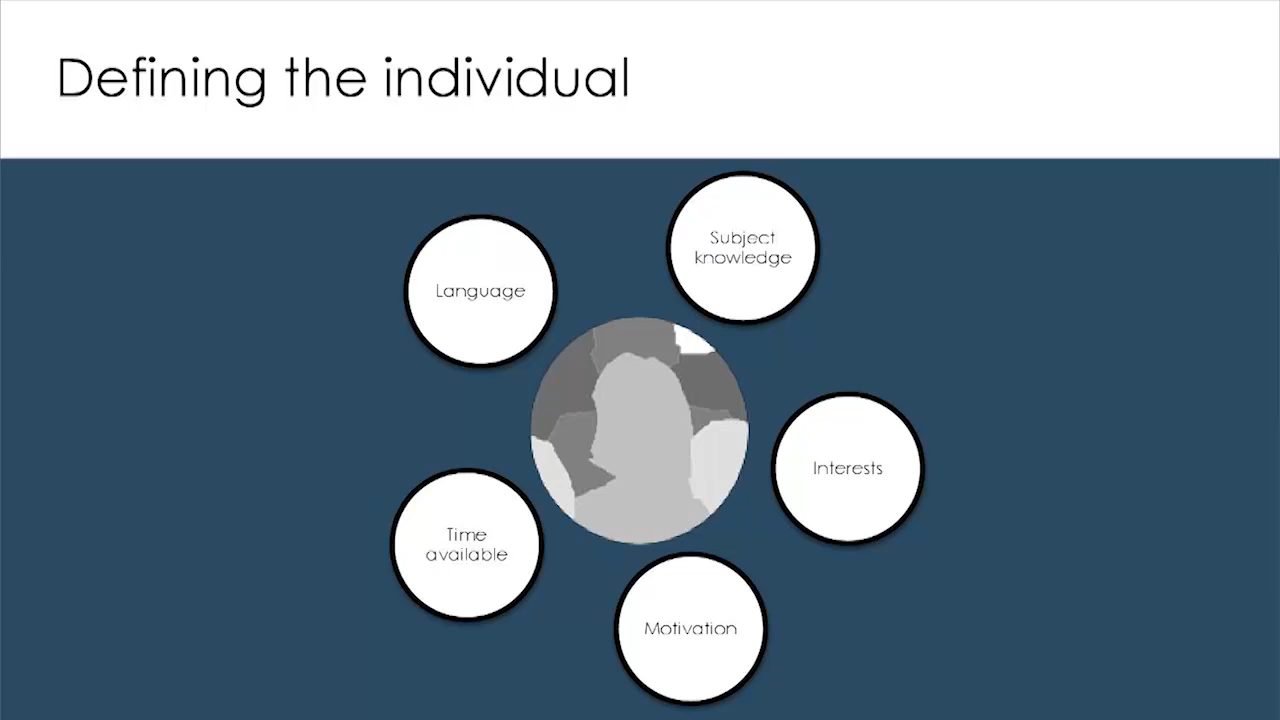 Defining the individual
Subject
knowledge
Language
Interests
Time
available
Motivation